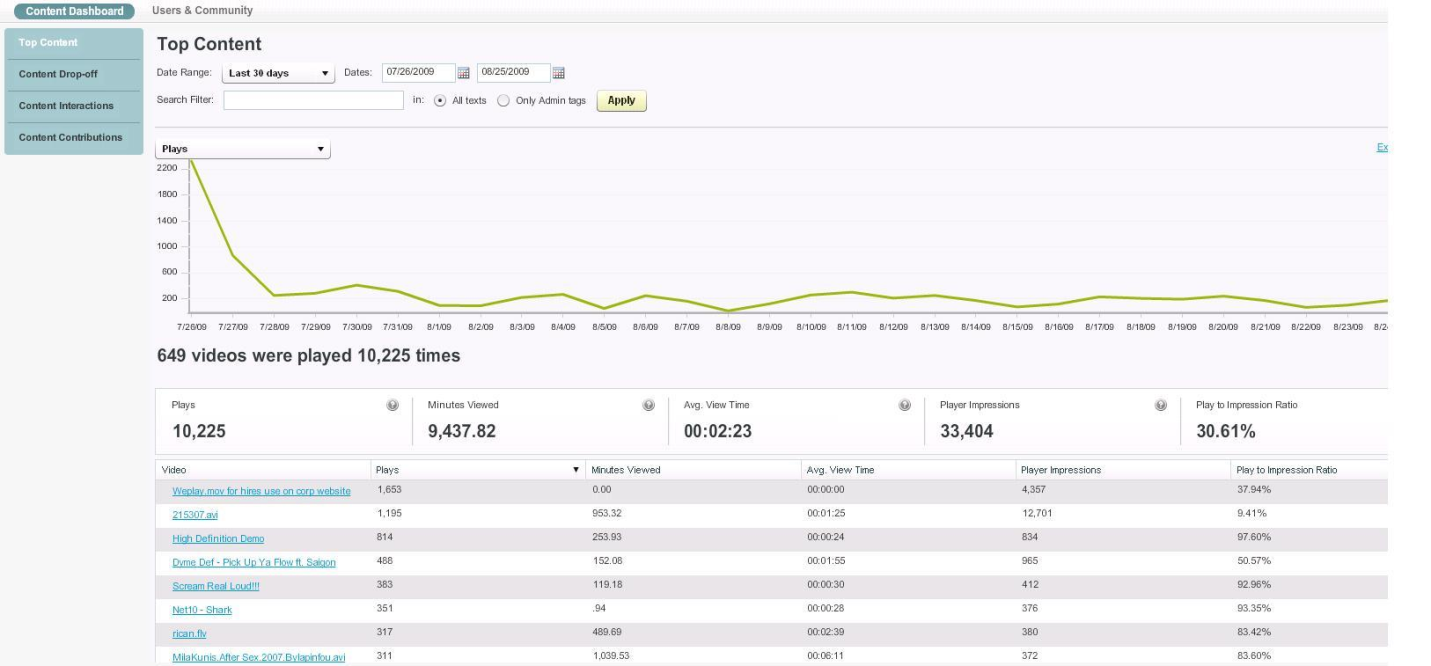 Content Dashboard Users & Community
Top Content
Content Drop-off
Content Interactions
Content Contributions
Top Content
Date Range: Last 30 days Dates: 07/26/2009 08/25/2009
Search Filter: in: All texts Only Admin tags Apply
Plays Ex
2200
1800
1400
1000
600
200
7/26/09 7/27/09 7/28/09 7/29/09 7/30/09 7/31/09 8/1/09 8/2/09 8/3/09 8/4/09 8/5/09 8/6/09 8/7/09 8/8/09 8/9/09 8/10/09 8/11/09 8/12/09 8/13/09 8/14/09 8/15/09 8/16/09 8/17/09 8/18/09 8/19/09 8/20/09 8/21/09 8/22/09 8/23/09 8/2
649 videos were played 10,225 times
Plays Minutes Viewed Avg. View Time Player Impressions Play to Impression Ratio
10,225 9,437.82 00:02:23 33,404 30.61%
Video Plays Minutes Viewed Avg. View Time Player Impressions Play to Impression Ratio
Weplay.mov for hires use on corp website 1,653 0.00 00:00:00 4,357 37.94%
215307.avi 1,195 953.32 00:01:25 12,701 9.41%
High Definition Demo 814 253.93 00:00:24 834 97.60%
Dyme Def - Pick Up Ya Flow ft. Saigon 488 152.08 00:01:55 965 50.57%
Scream Real Loud!!! 383 119.18 00:00:30 412 92.96%
Net10 - Shark 351 .94 00:00:28 376 93.35%
rican.flv 317 489.69 00:02:39 380 83.42%
MilaKunis.After Sex.2007.Bylapinfou.avi 311 1,039.53 00:06:11 372 83.60%